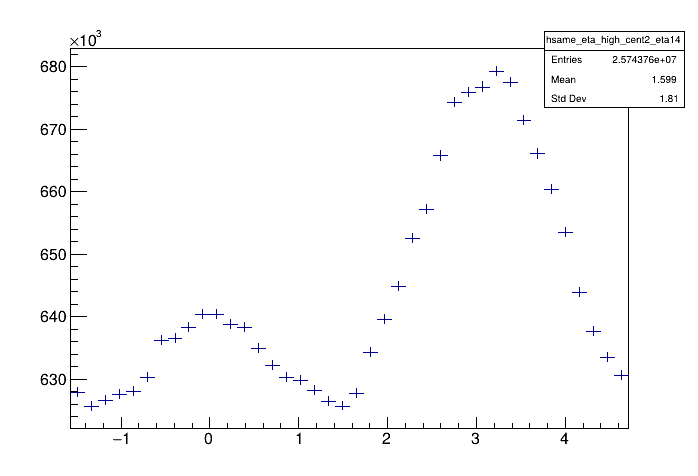 ×10³
hsame_eta_high_cent2_eta14
Entries 2.574376e+07
Mean 1.599
Std Dev 1.81
680
670
660
650
640
630
−1 0 1 2 3 4